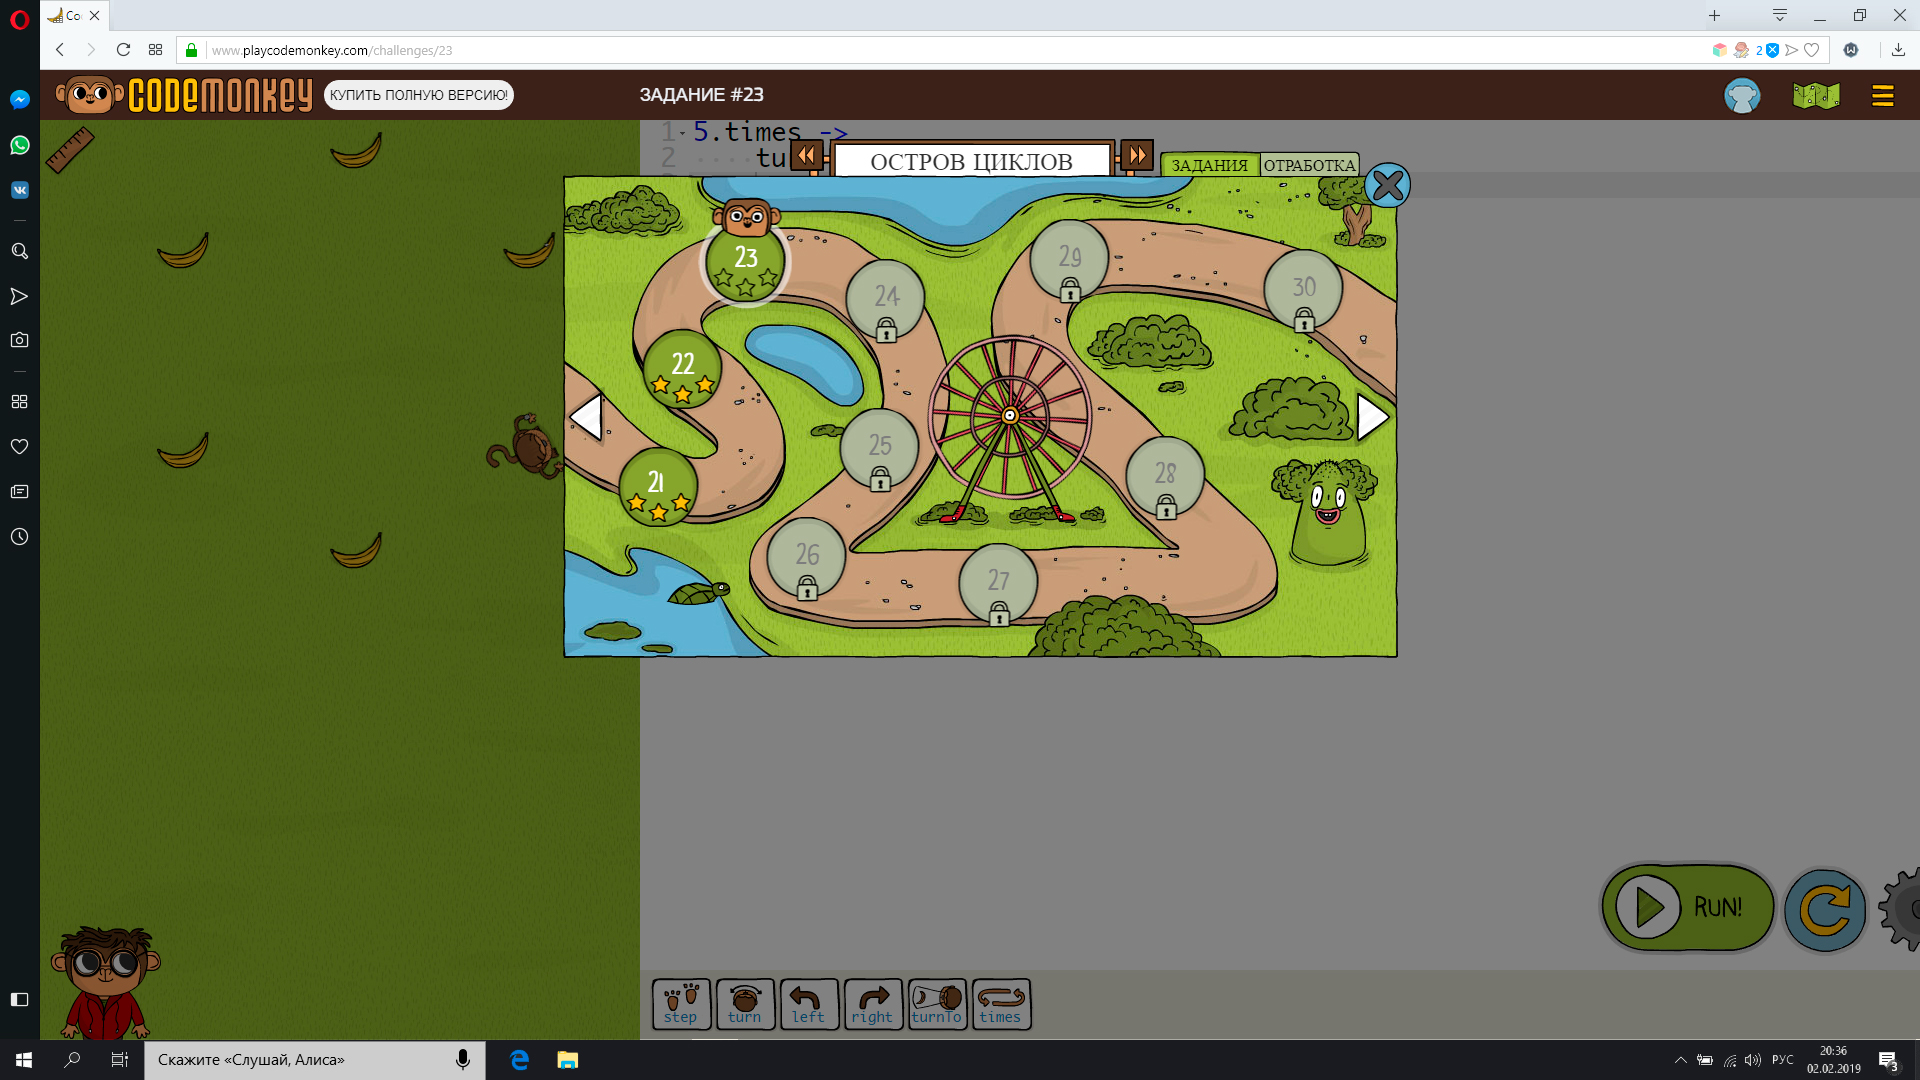 Co
www.playcodemonkey.com/challenges/23
2
CODEMONKEY
КУПИТЬ ПОЛНУЮ ВЕРСИЮ!
ЗАДАНИЕ #23
1 5.times ->
2 tu
ОСТРОВ ЦИКЛОВ
ЗАДАНИЯ
ОТРАБОТКА
23
29
24
30
22
25
28
21
26
27
RUN!
step
turn
left
right
turnTo
times
Скажите «Слушай, Алиса»
РУС
20:36
02.02.2019
3